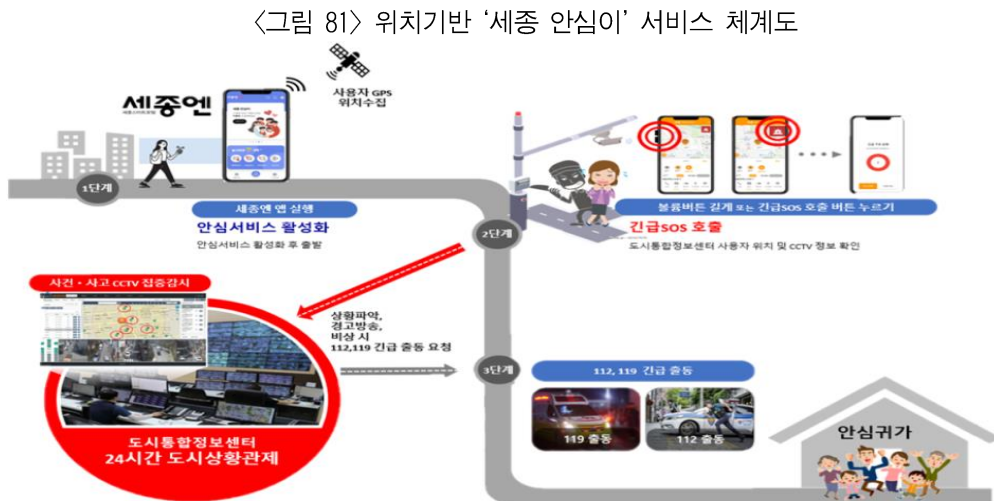 <그림 81> 위치기반 ‘세종 안심이’ 서비스 체계도
사용자 GPS
위치수집
세종엔
1단계
세종엔 앱 실행
안심서비스 활성화
안심서비스 활성화 후 출발
볼륨버튼 길게 또는 긴급SOS 호출 버튼 누르기
긴급SOS 호출
도시통합정보센터 사용자 위치 및 CCTV 정보 확인
2단계
사건・사고 CCTV 집중감시
상황파악,
경고방송,
비상 시
112,119 긴급 출동 요청
도시통합정보센터
24시간 도시상황관제
3단계
112, 119 긴급 출동
119 출동
112 출동
안심귀가